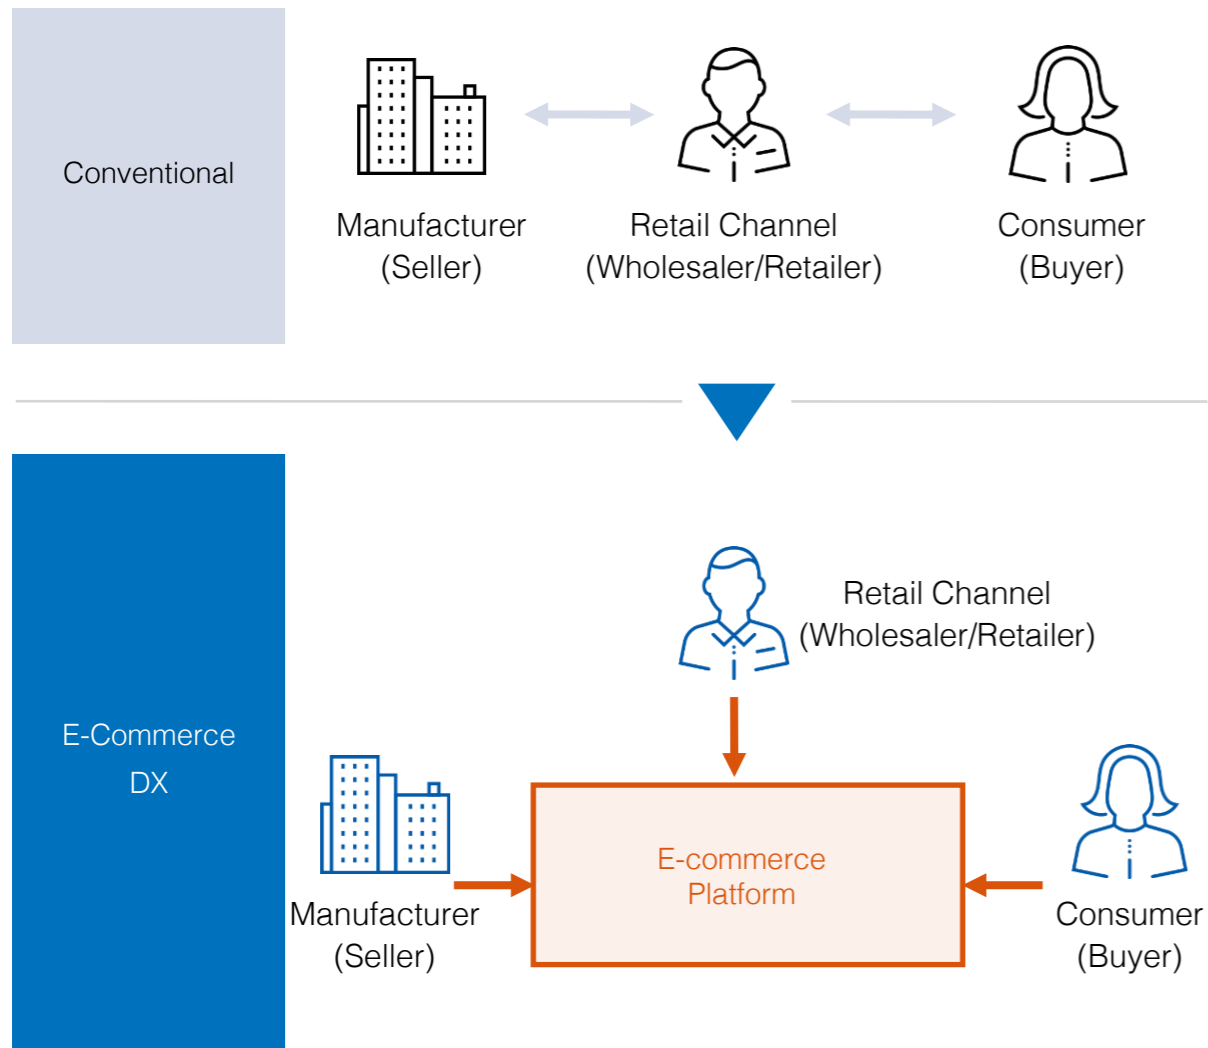 Conventional
Manufacturer
(Seller)
Retail Channel
(Wholesaler/Retailer)
Consumer
(Buyer)
E-Commerce
DX
Retail Channel
(Wholesaler/Retailer)
Manufacturer
(Seller)
E-commerce
Platform
Consumer
(Buyer)